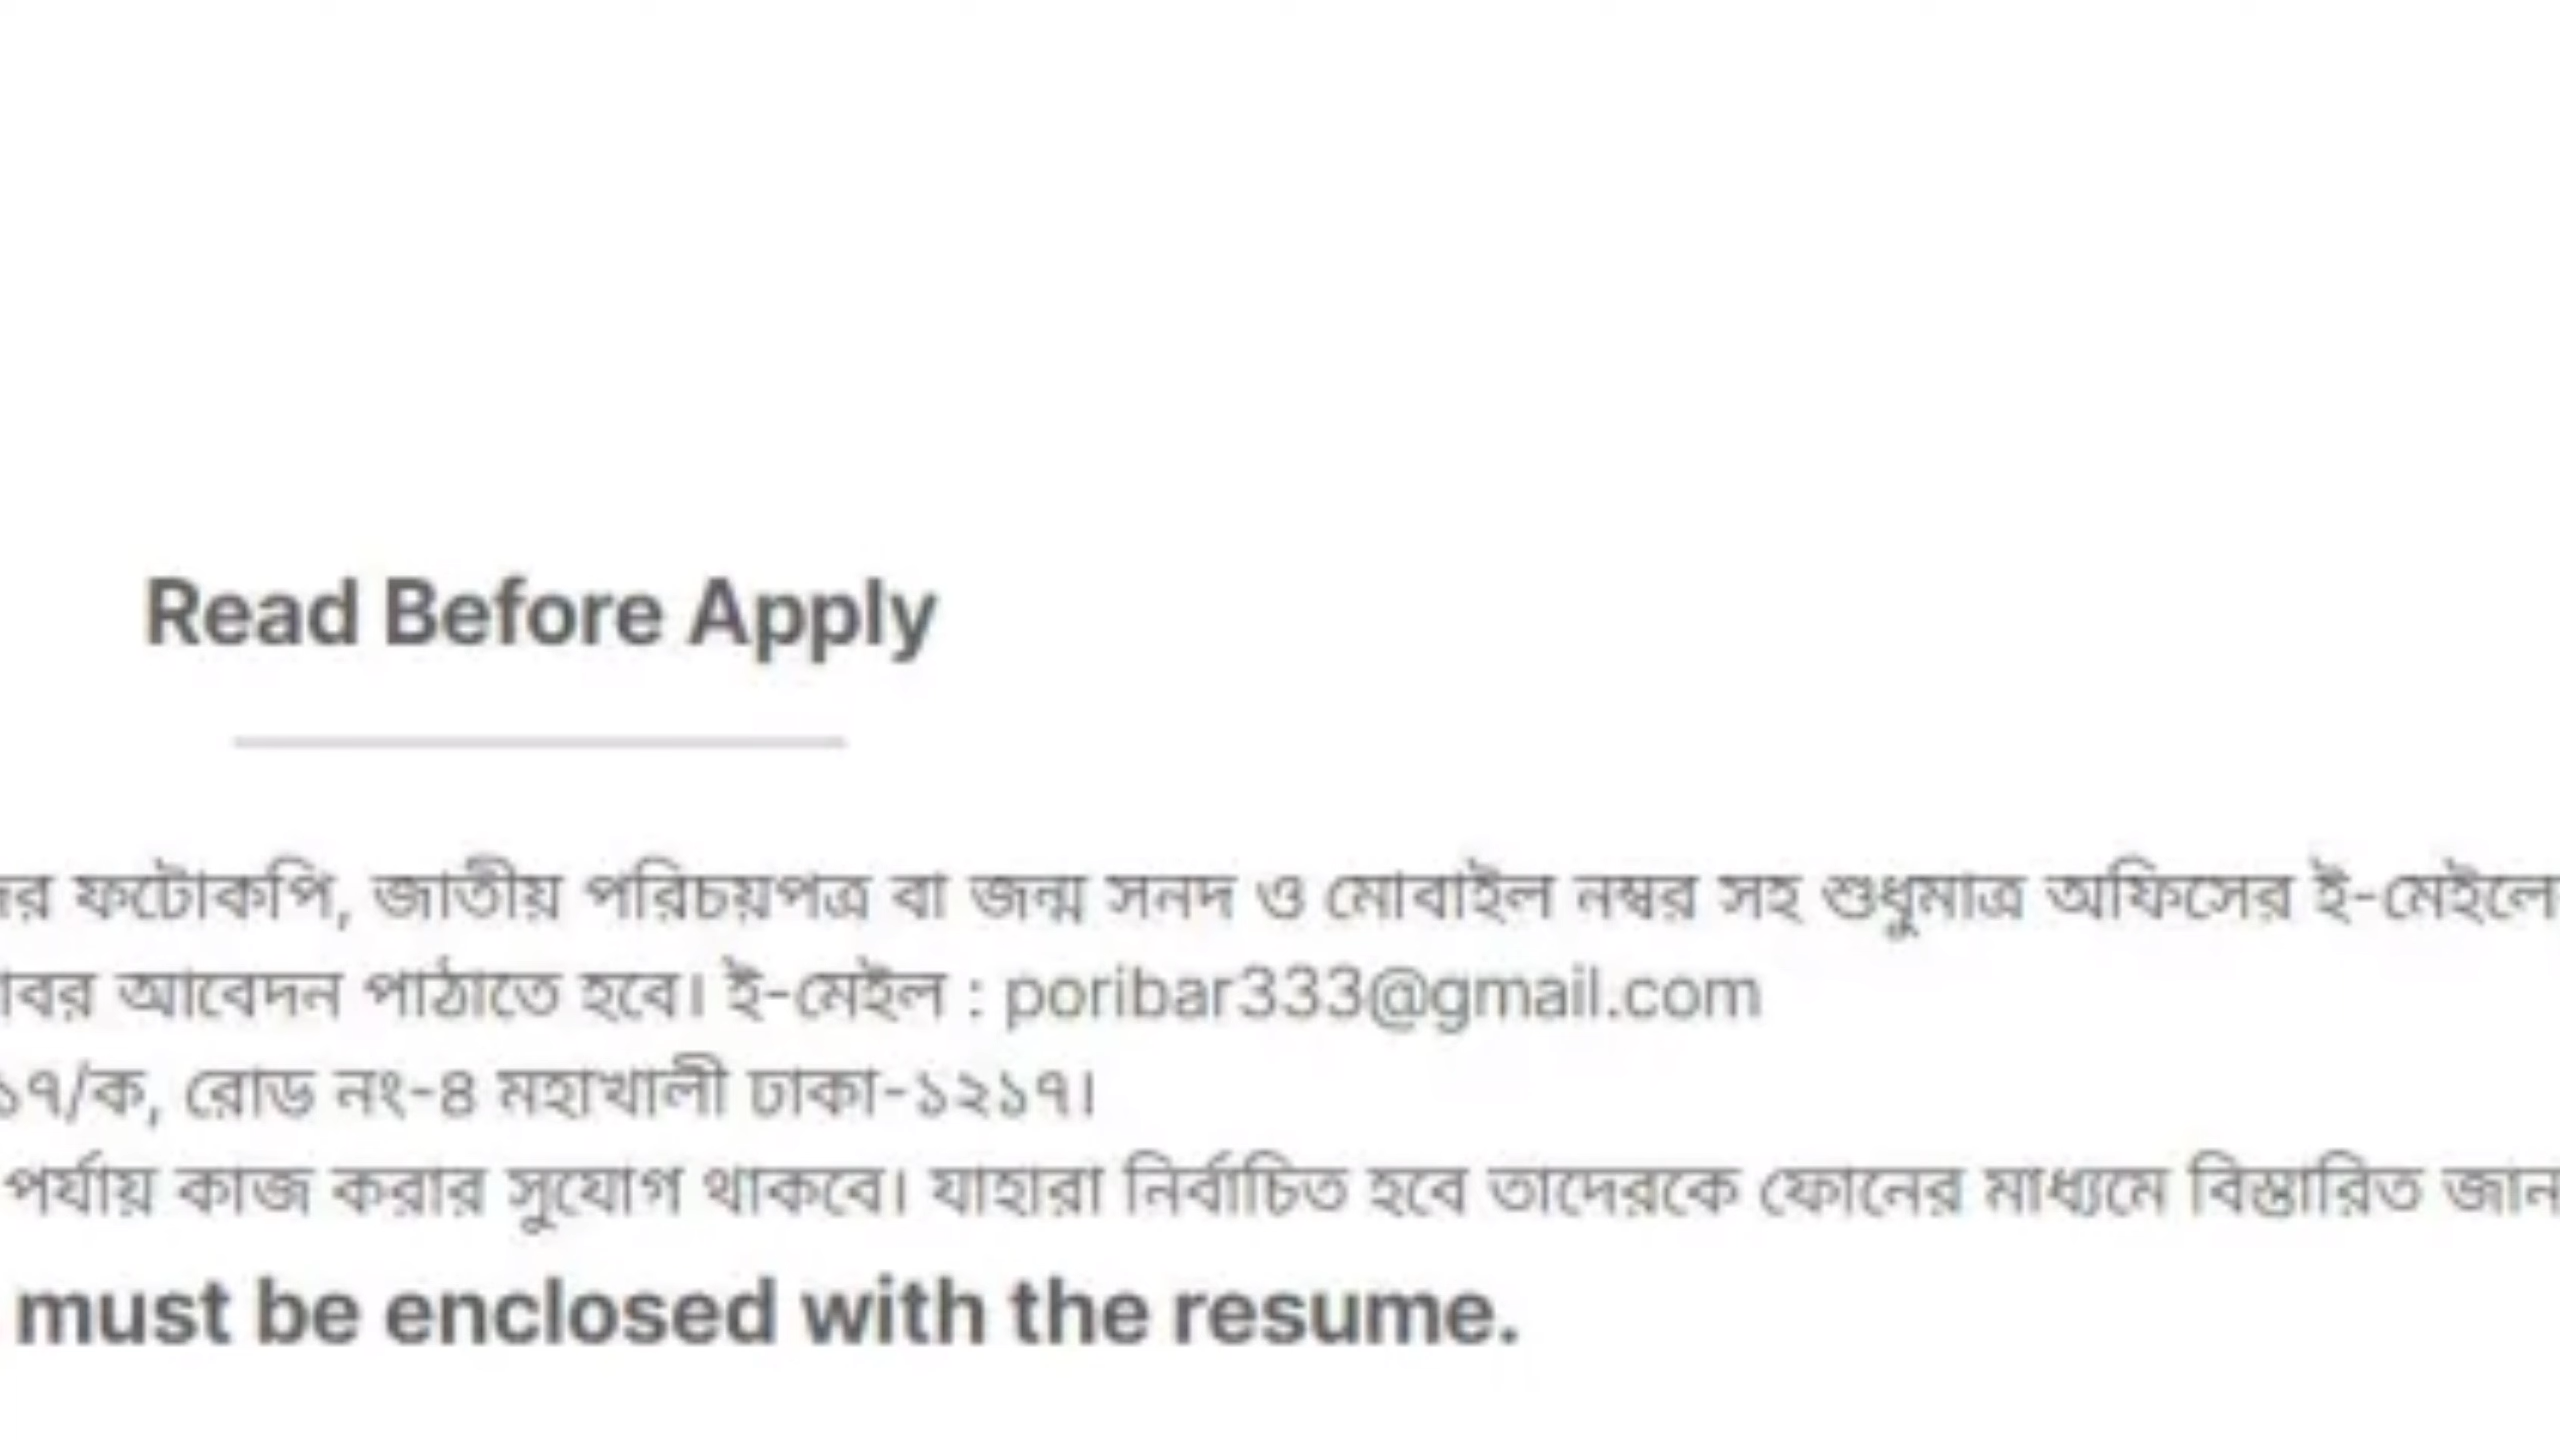 Read Before Apply
ফটোকপি, জাতীয় পরিচয়পত্র বা জন্ম সনদ ও মোবাইল নম্বর সহ শুধুমাত্র অফিসের ই-মেইলে
আবেদন পাঠাতে হবে। ই-মেইল : poribar333@gmail.com
১৭/ক, রোড নং-৪ মহাখালী ঢাকা-১২১৭।
পর্যায় কাজ করার সুযোগ থাকবে। যাহারা নির্বাচিত হবে তাদেরকে ফোনের মাধ্যমে বিস্তারিত
must be enclosed with the resume.